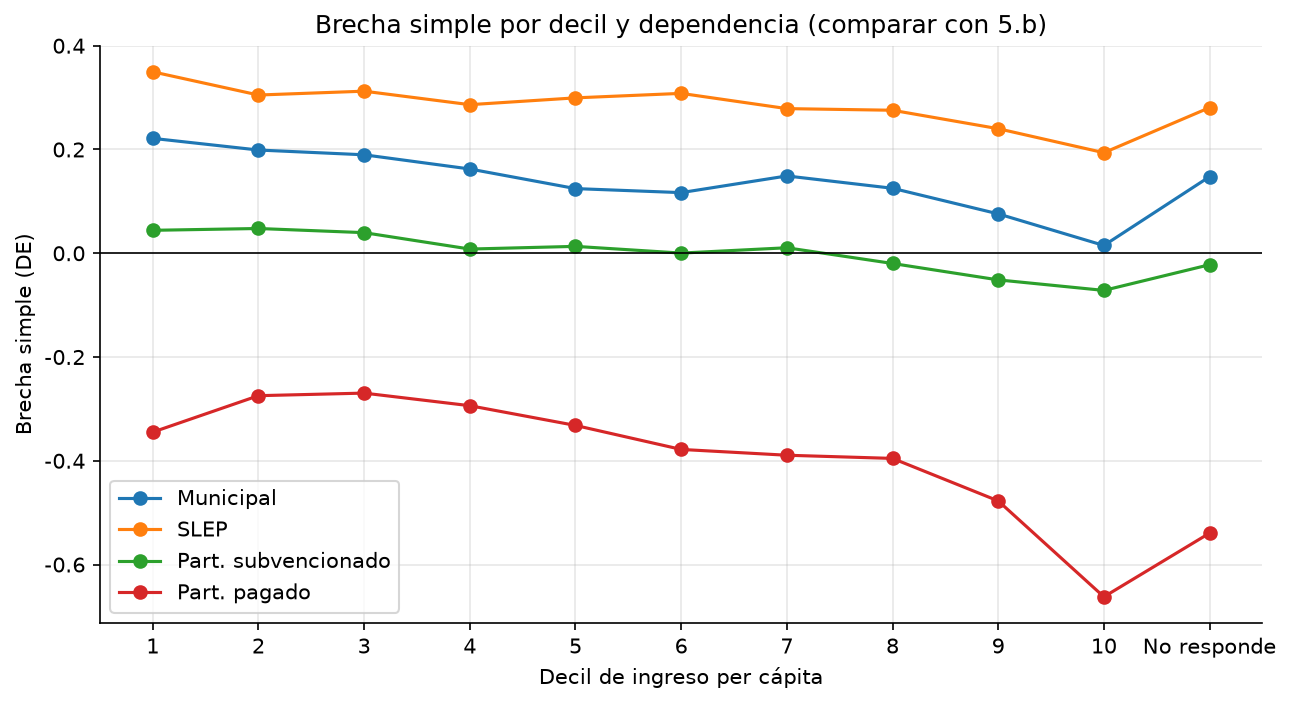 Brecha simple por decil y dependencia (comparar con 5.b)
Brecha simple (DE)
0.4
0.2
0.0
-0.2
-0.4
-0.6
Municipal
SLEP
Part. subvencionado
Part. pagado
1 2 3 4 5 6 7 8 9 10 No responde
Decil de ingreso per cápita